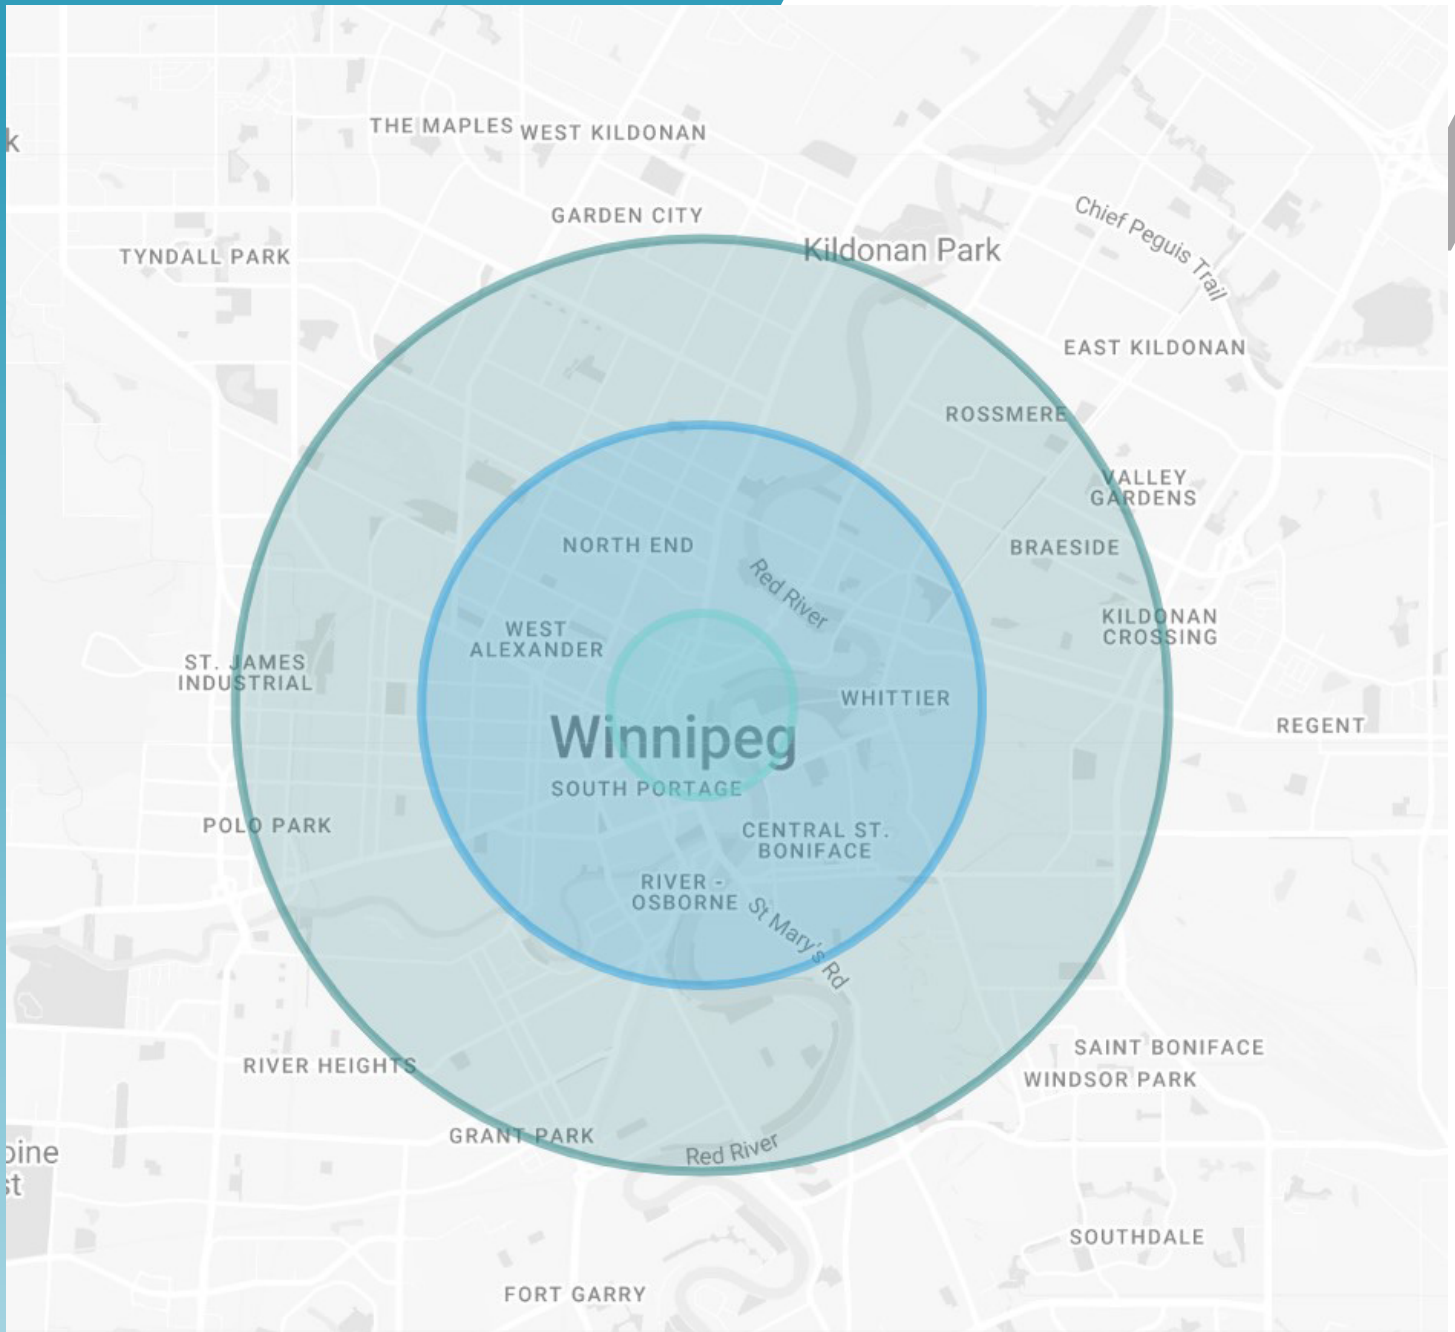 THE MAPLES
WEST KILDONAN
k
GARDEN CITY
Chief Peguis Trail
TYNDALL PARK
Kildonan Park
EAST KILDONAN
ROSSMERE
VALLEY
GARDENS
NORTH END
BRAESIDE
Red River
WEST
ALEXANDER
KILDONAN
CROSSING
ST. JAMES
INDUSTRIAL
WHITTIER
Winnipeg
REGENT
SOUTH PORTAGE
POLO PARK
CENTRAL ST.
BONIFACE
RIVER -
OSBORNE
St Mary's Rd
SAINT BONIFACE
RIVER HEIGHTS
WINDSOR PARK
GRANT PARK
Red River
oine
st
SOUTHDALE
FORT GARRY